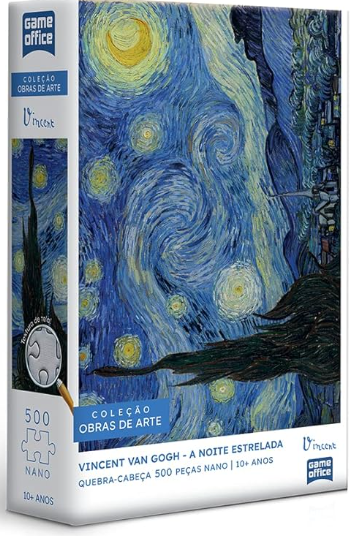 Game
office
COLEÇÃO
OBRAS DE ARTE
Vincent
500
NANO
10+ ANOS
COLEÇÃO
OBRAS DE ARTE
VINCENT VAN GOGH - A NOITE ESTRELADA
QUEBRA-CABEÇA 500 PEÇAS NANO | 10+ ANOS
Vincent
Game
office